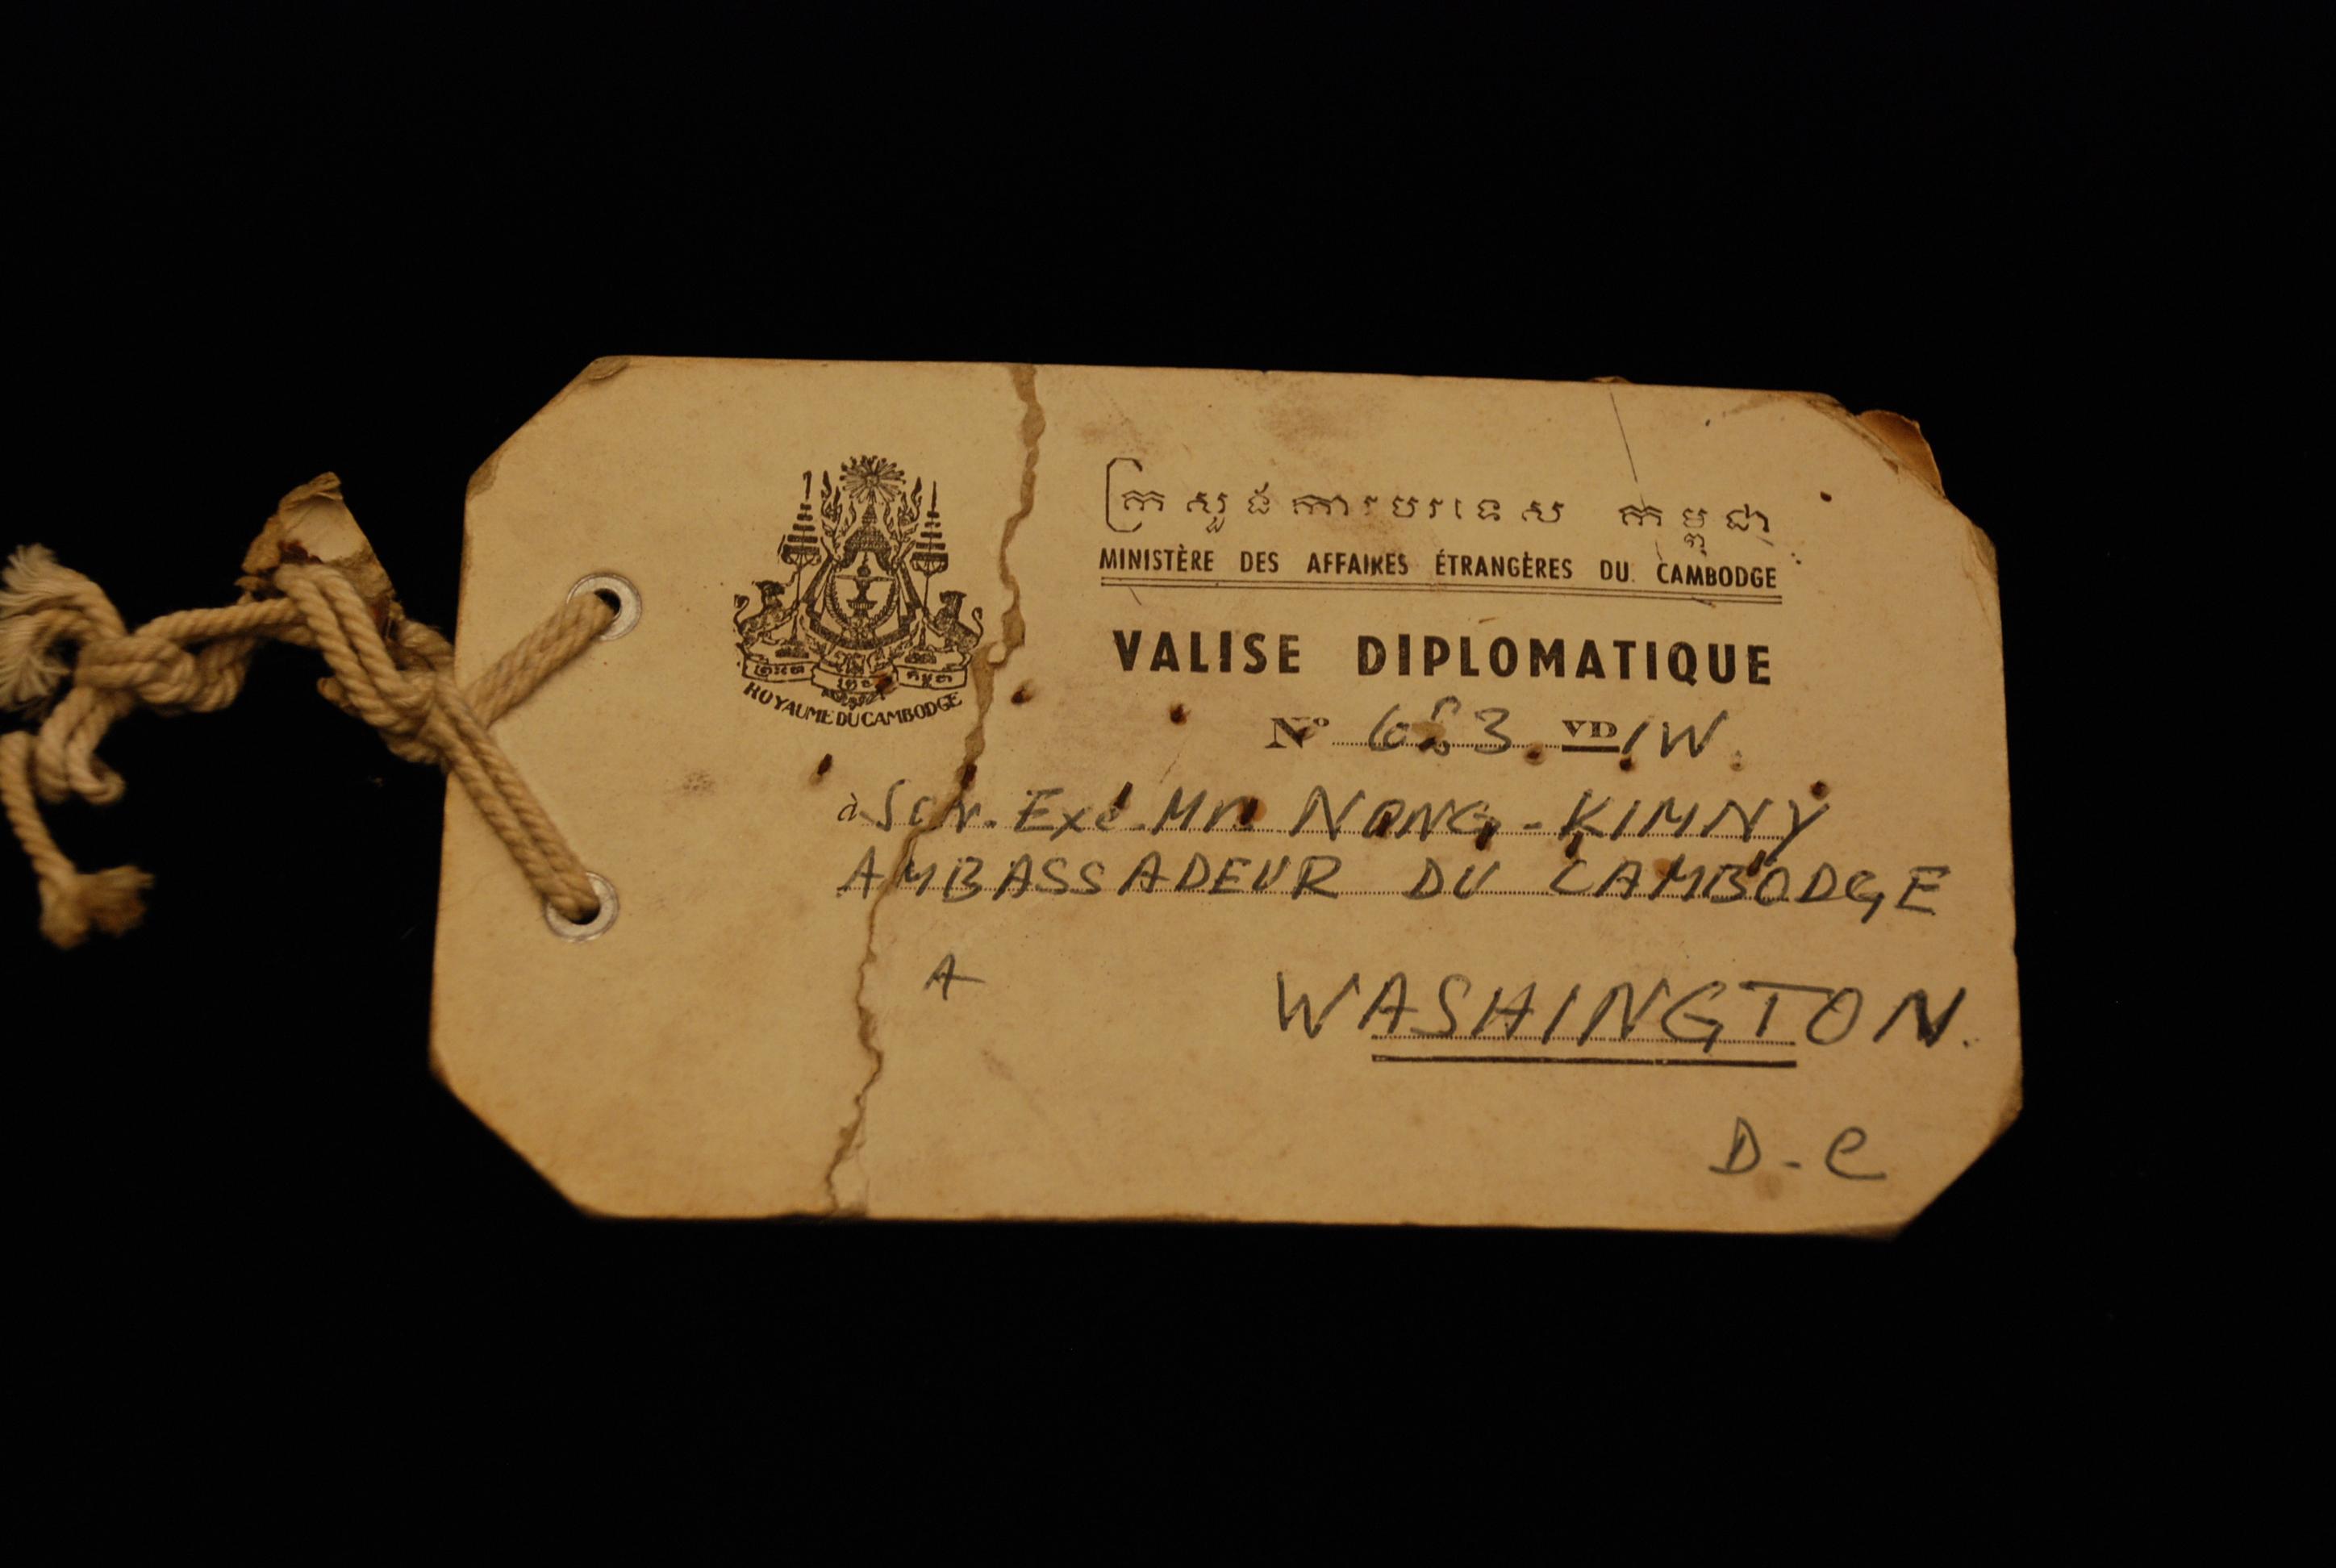 ROYAUME DU CAMBODGE
ក្រសួងការបរទេស កម្ពុជា
MINISTÈRE DES AFFAIRES ÉTRANGÈRES DU CAMBODGE
VALISE DIPLOMATIQUE
Nº VD/W.
à Son. Exc. Mr NONG-KIMNY
AMBASSADEUR DU CAMBODGE
A WASHINGTON.
D-C